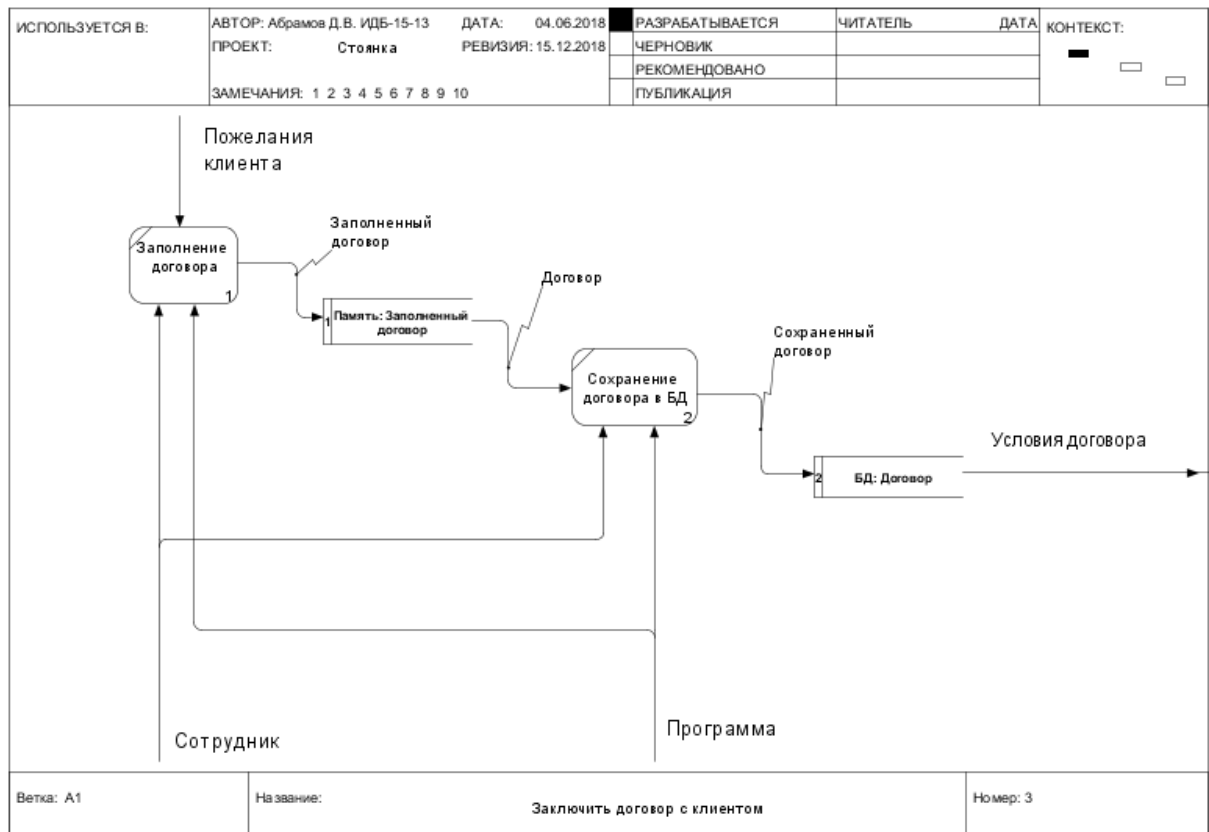 ИСПОЛЬЗУЕТСЯ В:
АВТОР: Абрамов Д.В. ИДБ-15-13
ДАТА: 04.06.2018
РАЗРАБАТЫВАЕТСЯ
ЧИТАТЕЛЬ
ДАТА
КОНТЕКСТ:
ПРОЕКТ: Стоянка
РЕВИЗИЯ: 15.12.2018
ЧЕРНОВИК
РЕКОМЕНДОВАНО
ЗАМЕЧАНИЯ: 1 2 3 4 5 6 7 8 9 10
ПУБЛИКАЦИЯ
Пожелания
клиента
Заполнение
договора
1
Заполненный
договор
1
Память: Заполненный
договор
Договор
Сохранение
договора в БД
2
Сохраненный
договор
2
БД: Договор
Условия договора
Сотрудник
Программа
Ветка: А1
Название:
Заключить договор с клиентом
Номер: 3